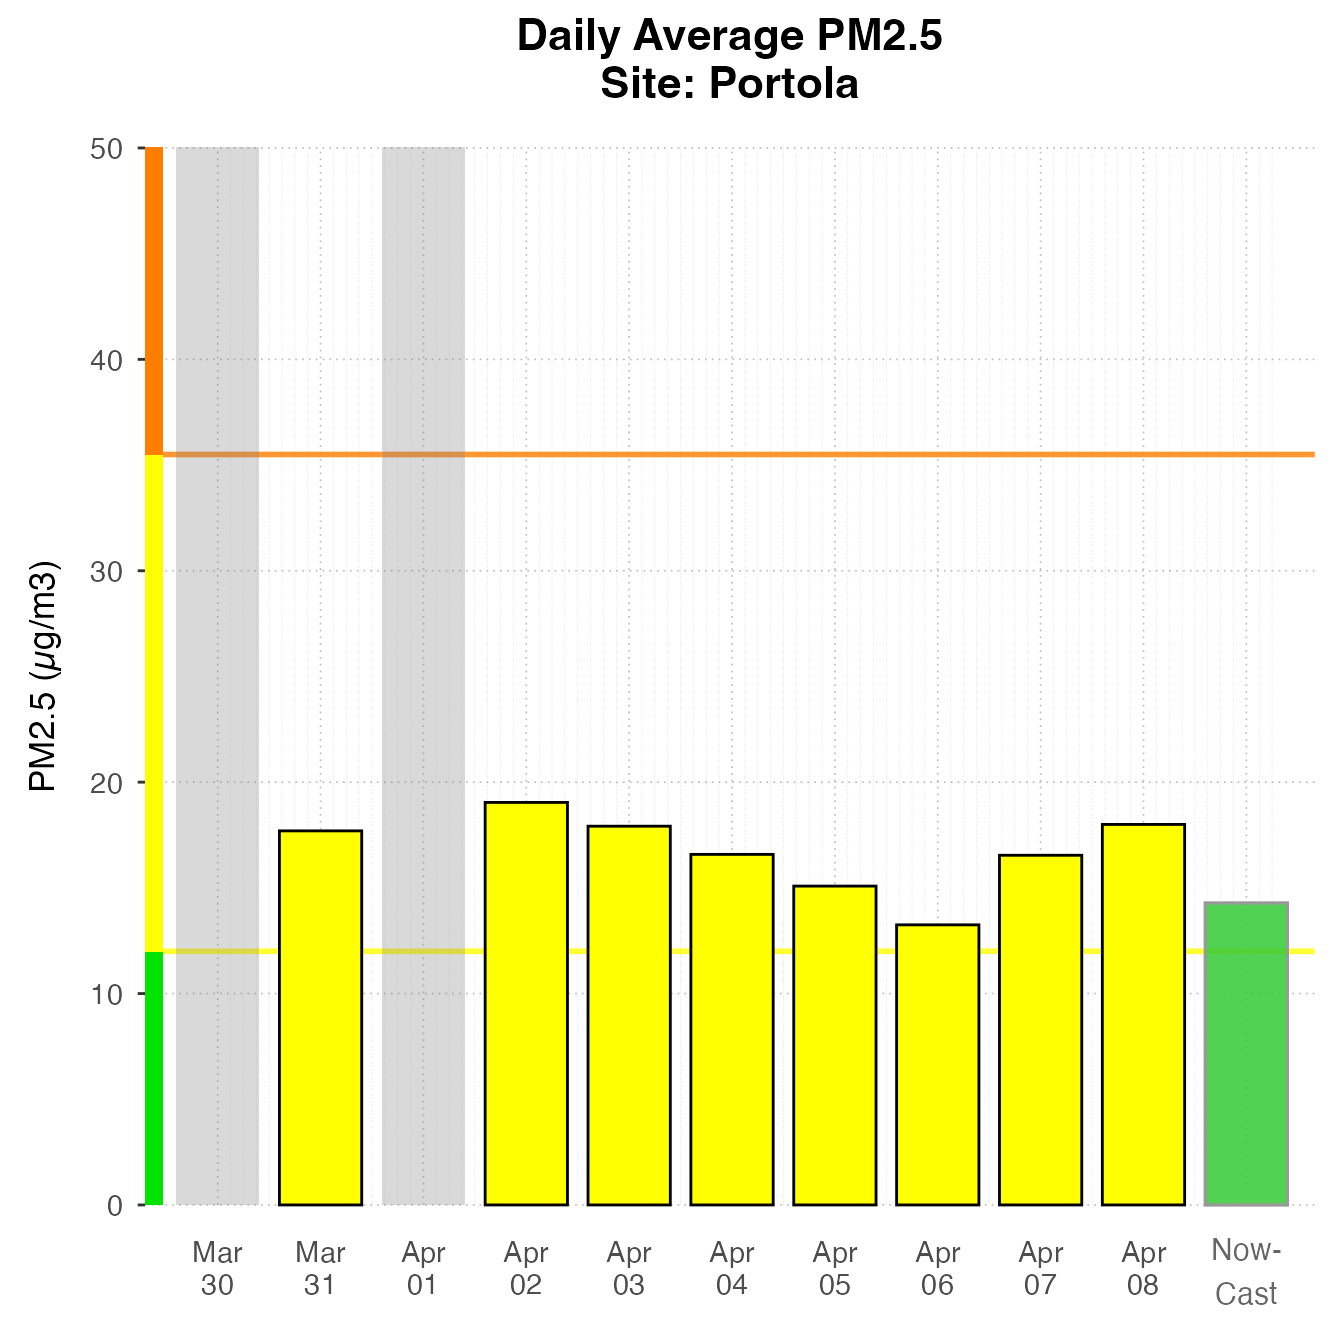 Daily Average PM2.5
Site: Portola
50
40
30
20
10
0
PM2.5 (µg/m3)
Mar 30
Mar 31
Apr 01
Apr 02
Apr 03
Apr 04
Apr 05
Apr 06
Apr 07
Apr 08
Now-
Cast